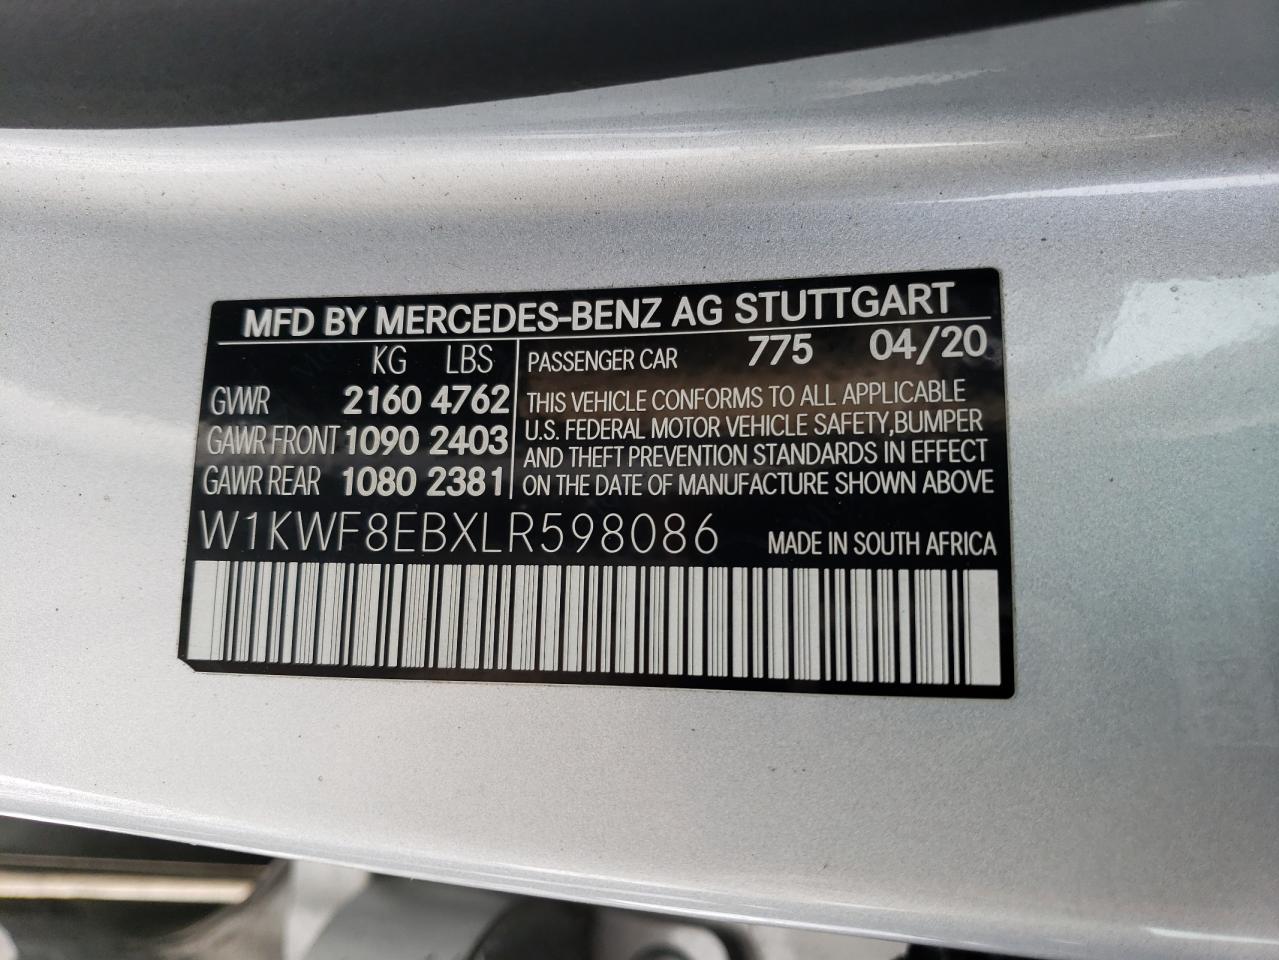 MFD BY MERCEDES-BENZ AG STUTTGART
KG LBS
GVWR 2160 4762
GAWR FRONT 1090 2403
GAWR REAR 1080 2381
PASSENGER CAR 775 04/20
THIS VEHICLE CONFORMS TO ALL APPLICABLE
U.S. FEDERAL MOTOR VEHICLE SAFETY,BUMPER
AND THEFT PREVENTION STANDARDS IN EFFECT
ON THE DATE OF MANUFACTURE SHOWN ABOVE
W1KWF8EBXLR598086 MADE IN SOUTH AFRICA